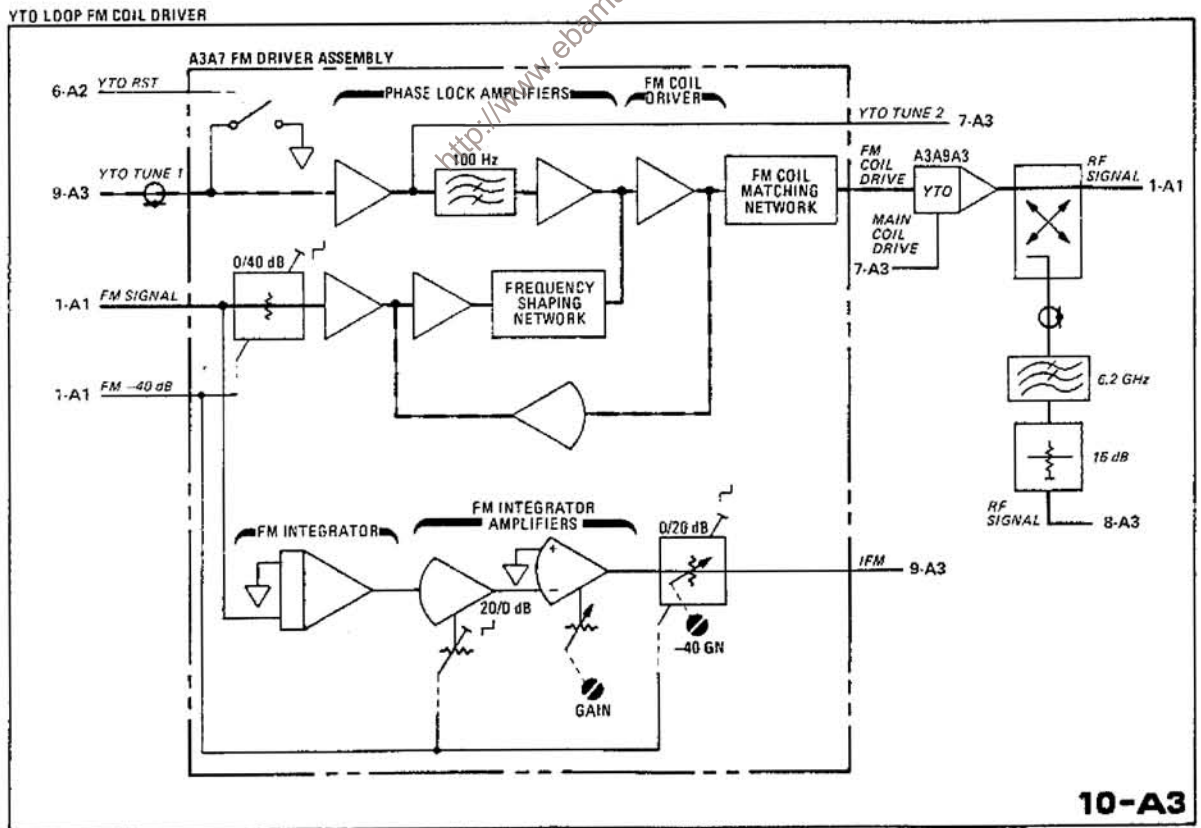 YTO LOOP FM COIL DRIVER
A3A7 FM DRIVER ASSEMBLY
6-A2 YTO RST
PHASE LOCK AMPLIFIERS
FM COIL
DRIVER
YTO TUNE 2 7-A3
9-A3 YTO TUNE 1
100 Hz
FM COIL
MATCHING
NETWORK
FM
COIL
DRIVE
A3A9A3
YTO
RF
SIGNAL
1-A1
MAIN
COIL
DRIVE
7-A3
0/40 dB
1-A1 FM SIGNAL
FREQUENCY
SHAPING
NETWORK
1-A1 FM -40 dB
6.2 GHz
FM INTEGRATOR
FM INTEGRATOR
AMPLIFIERS
0/20 dB
+
-
20/0 dB
IFM 9-A3
-40 GN
GAIN
RF
SIGNAL
8-A3
10-A3